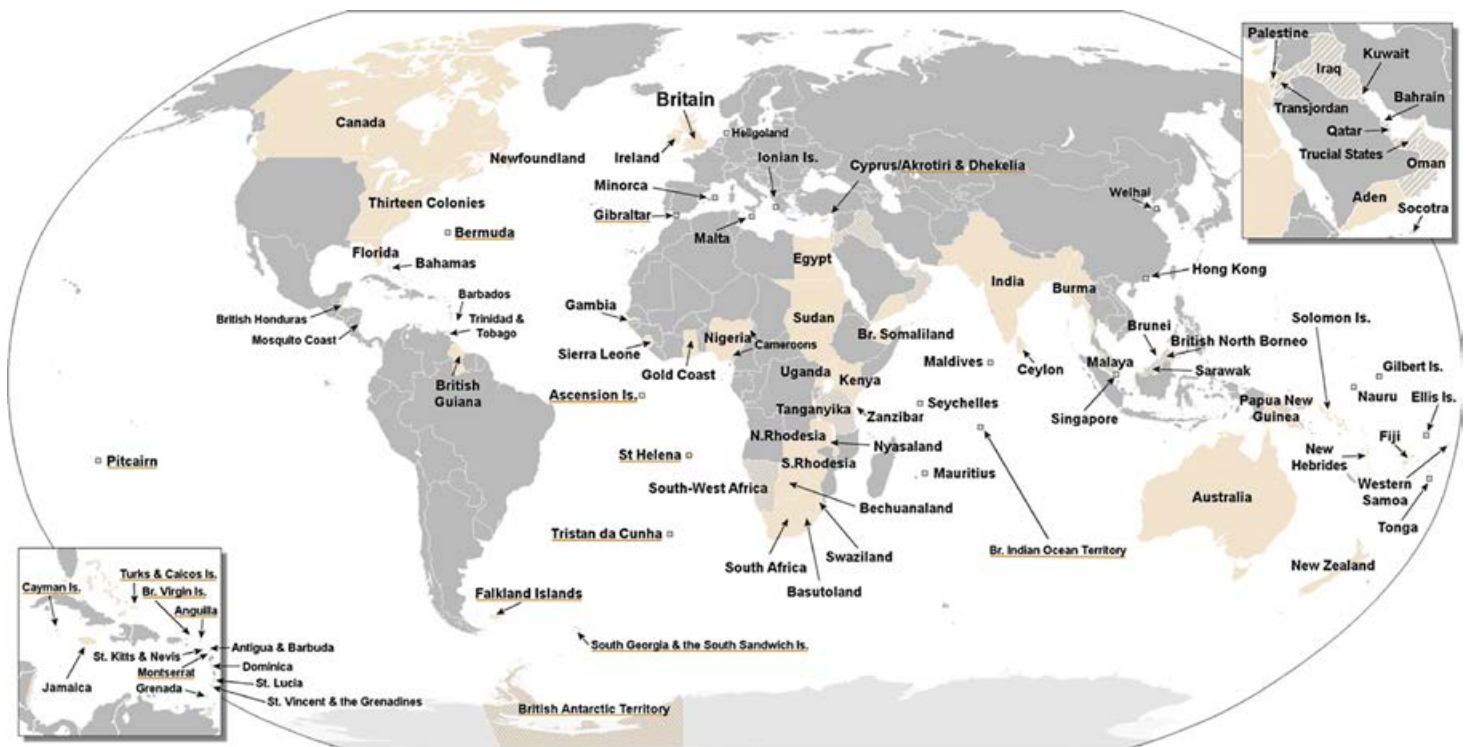 Canada
Newfoundland
Thirteen Colonies
Florida
Bermuda
Bahamas
British Honduras
Mosquito Coast
Barbados
Trinidad &
Tobago
British
Guiana
Pitcairn
Britain
Ireland
Heligoland
Ionian Is.
Minorca
Gibraltar
Malta
Cyprus/Akrotiri & Dhekelia
Egypt
Sudan
Gambia
Sierra Leone
Gold Coast
Nigeria
Cameroons
Br. Somaliland
Uganda
Kenya
Tanganyika
Zanzibar
N.Rhodesia
Nyasaland
S.Rhodesia
South-West Africa
Bechuanaland
Swaziland
South Africa
Basutoland
Ascension Is.
St Helena
Tristan da Cunha
Falkland Islands
South Georgia & the South Sandwich Is.
British Antarctic Territory
Maldives
Seychelles
Mauritius
Br. Indian Ocean Territory
India
Burma
Ceylon
Weihai
Hong Kong
Brunei
British North Borneo
Malaya
Sarawak
Singapore
Solomon Is.
Gilbert Is.
Nauru
Ellis Is.
Papua New
Guinea
Fiji
New
Hebrides
Western
Samoa
Tonga
Australia
New Zealand
Palestine
Iraq
Kuwait
Transjordan
Bahrain
Qatar
Trucial States
Oman
Aden
Socotra
Turks & Caicos Is.
Cayman Is.
Br. Virgin Is.
Anguilla
Antigua & Barbuda
St. Kitts & Nevis
Dominica
Montserrat
Jamaica
Grenada
St. Lucia
St. Vincent & the Grenadines